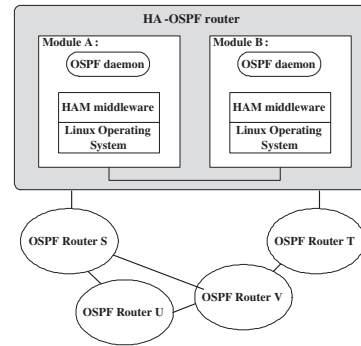 HA -OSPF router
Module A :
OSPF daemon
HAM middleware
Linux Operating
System
Module B :
OSPF daemon
HAM middleware
Linux Operating
System
OSPF Router S
OSPF Router T
OSPF Router V
OSPF Router U